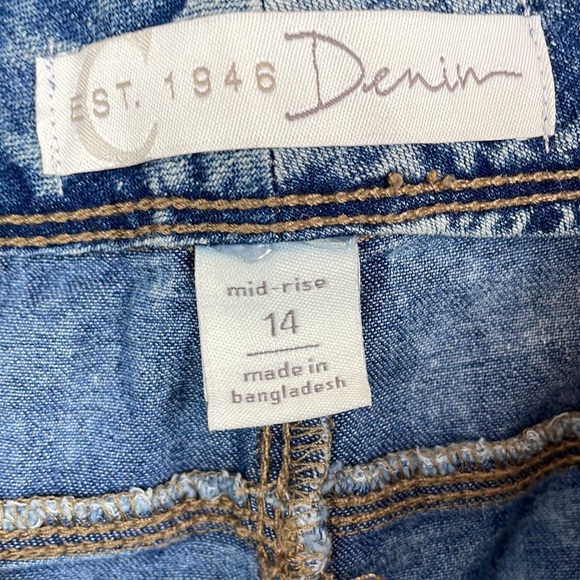 C EST. 1946 Denim
mid-rise
14
made in
bangladesh